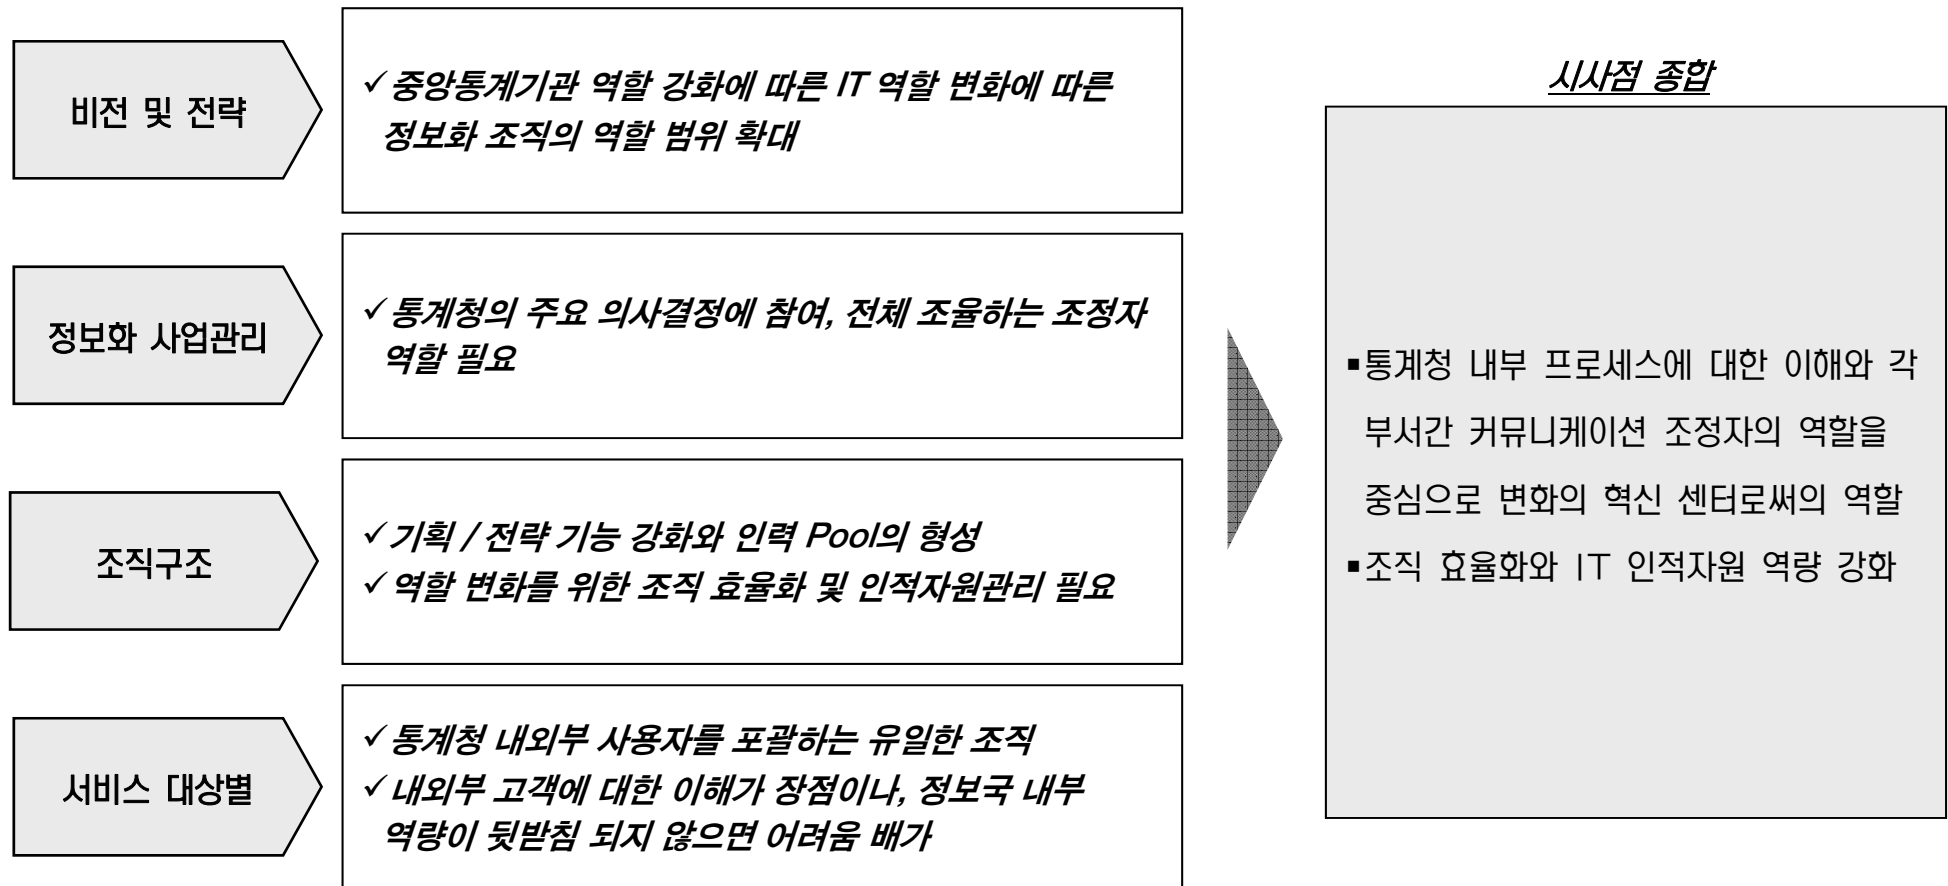 비전 및 전략
✓중앙통계기관 역할 강화에 따른 IT 역할 변화에 따른
정보화 조직의 역할 범위 확대
정보화 사업관리
✓통계청의 주요 의사결정에 참여, 전체 조율하는 조정자
역할 필요
조직구조
✓기획 / 전략 기능 강화와 인력 Pool의 형성
✓역할 변화를 위한 조직 효율화 및 인적자원관리 필요
서비스 대상별
✓통계청 내외부 사용자를 포괄하는 유일한 조직
✓내외부 고객에 대한 이해가 장점이나, 정보국 내부
역량이 뒷받침 되지 않으면 어려움 배가
시사점 종합
▪통계청 내부 프로세스에 대한 이해와 각
부서간 커뮤니케이션 조정자의 역할을
중심으로 변화의 혁신 센터로써의 역할
▪조직 효율화와 IT 인적자원 역량 강화